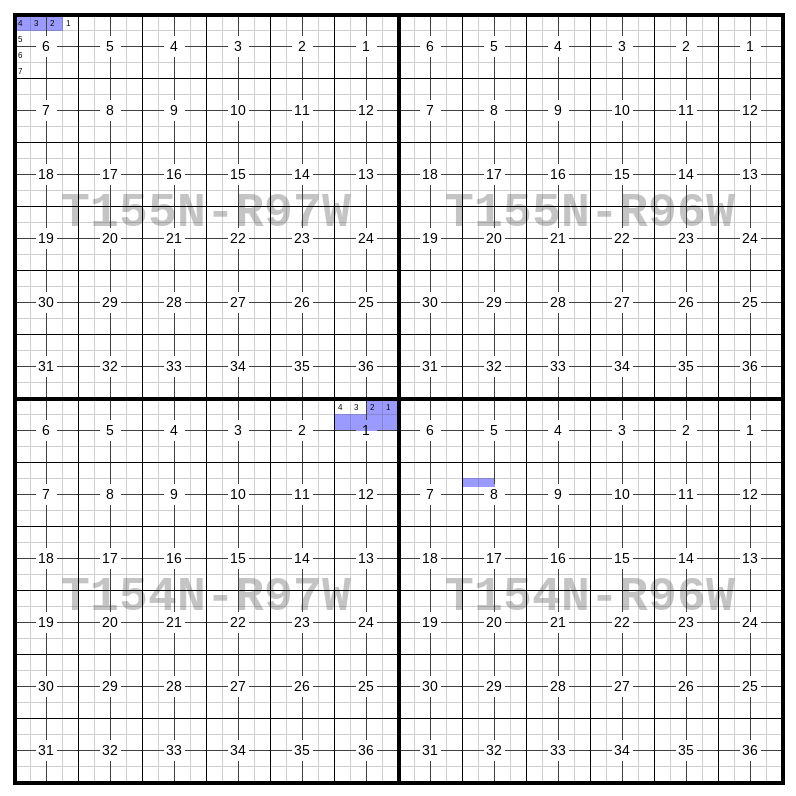 4 3 2 1
5
6 5 4 3 2 1 6 5 4 3 2 1
6
7
7 8 9 10 11 12 7 8 9 10 11 12
18 17 16 15 14 13 18 17 16 15 14 13
T155N-R97W T155N-R96W
19 20 21 22 23 24 19 20 21 22 23 24
30 29 28 27 26 25 30 29 28 27 26 25
31 32 33 34 35 36 31 32 33 34 35 36
4 3 2 1
6 5 4 3 2 1 6 5 4 3 2 1
7 8 9 10 11 12 7 8 9 10 11 12
18 17 16 15 14 13 18 17 16 15 14 13
T154N-R97W T154N-R96W
19 20 21 22 23 24 19 20 21 22 23 24
30 29 28 27 26 25 30 29 28 27 26 25
31 32 33 34 35 36 31 32 33 34 35 36